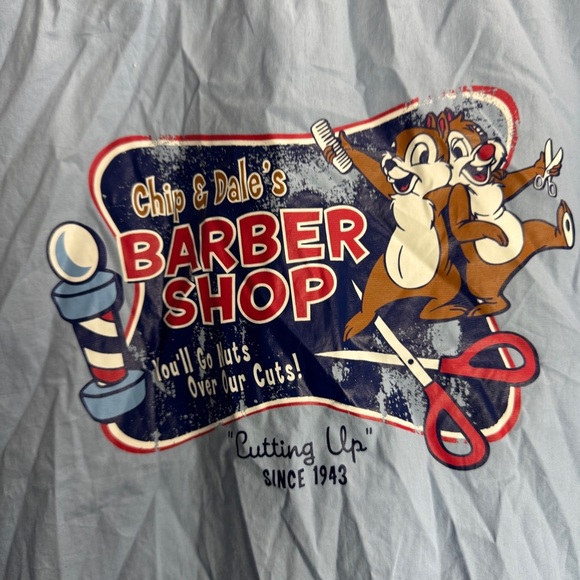 Chip & Dale's
BARBER
SHOP
You'll Go Nuts
Over Our Cuts!
"Cutting Up"
SINCE 1943